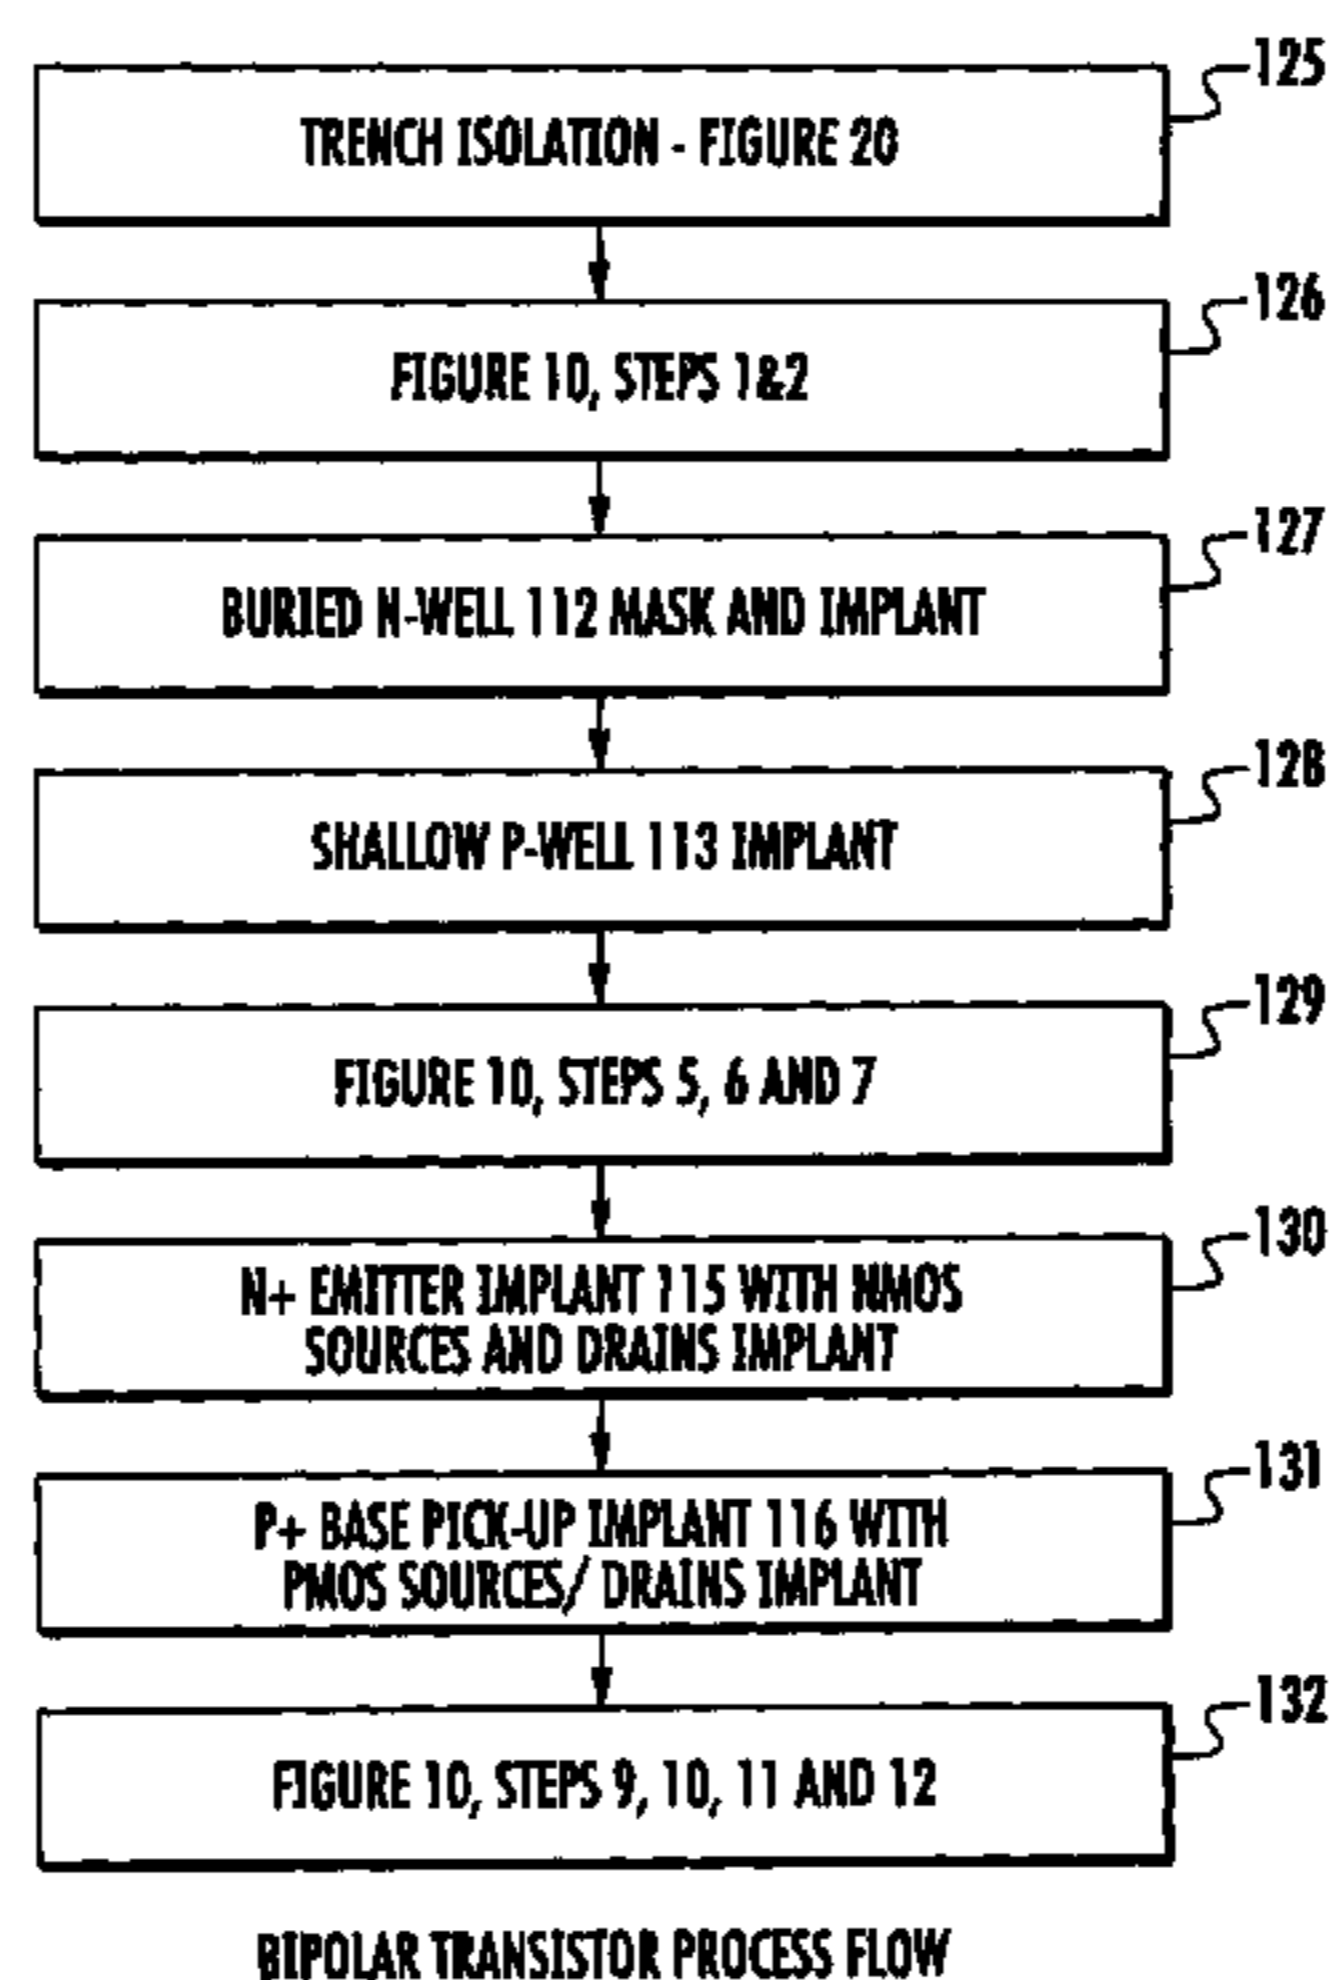 125
TRENCH ISOLATION - FIGURE 20
126
FIGURE 10, STEPS 1&2
127
BURIED N-WELL 112 MASK AND IMPLANT
128
SHALLOW P-WELL 113 IMPLANT
129
FIGURE 10, STEPS 5, 6 AND 7
130
N+ EMITTER IMPLANT 115 WITH NMOS
SOURCES AND DRAINS IMPLANT
131
P+ BASE PICK-UP IMPLANT 116 WITH
PMOS SOURCES/ DRAINS IMPLANT
132
FIGURE 10, STEPS 9, 10, 11 AND 12
BIPOLAR TRANSISTOR PROCESS FLOW